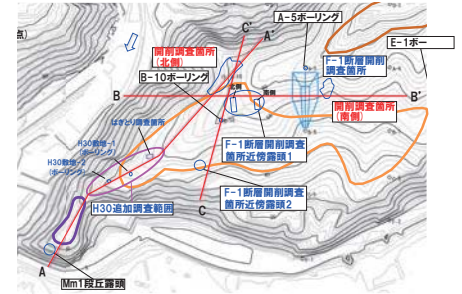 点)
C'
A'
A-5ボーリング
E-1ボー
開削調査箇所
(北側)
F-1断層開削
調査箇所
B-10ボーリング
北側
南側
B
B'
開削調査箇所
(南側)
はぎとり調査箇所
H30敷地-1
(ボーリング)
H30敷地-2
(ボーリング)
F-1断層開削調査
箇所近傍露頭1
F-1断層開削調査
箇所近傍露頭2
H30追加調査範囲
C
A
Mm1段丘露頭